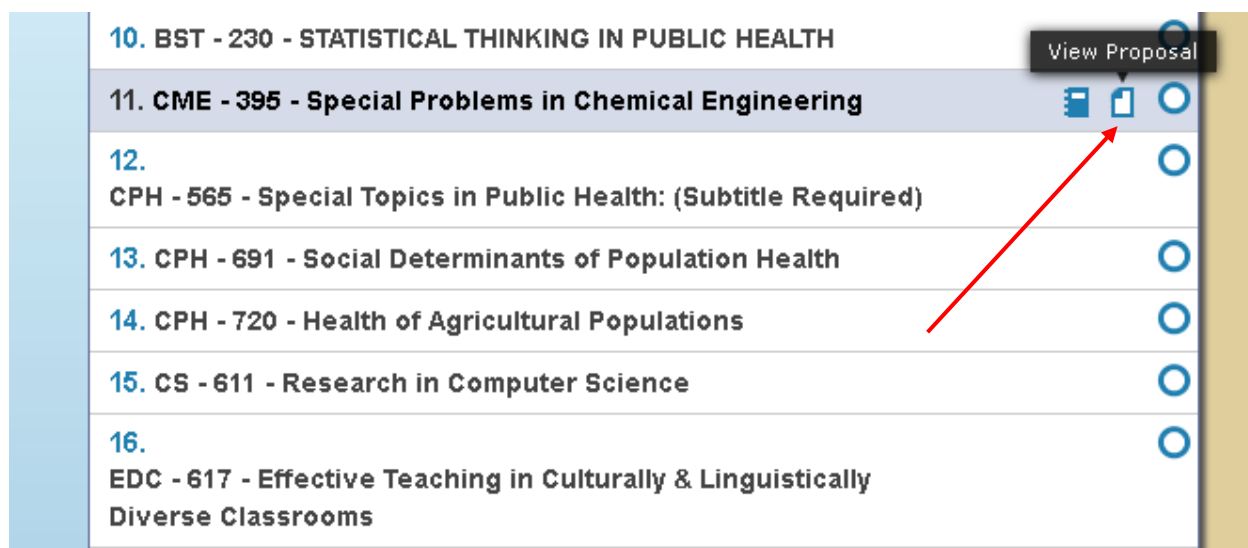 10. BST - 230 - STATISTICAL THINKING IN PUBLIC HEALTH
View Proposal
11. CME - 395 - Special Problems in Chemical Engineering
12.
CPH - 565 - Special Topics in Public Health: (Subtitle Required)
13. CPH - 691 - Social Determinants of Population Health
14. CPH - 720 - Health of Agricultural Populations
15. CS - 611 - Research in Computer Science
16.
EDC - 617 - Effective Teaching in Culturally & Linguistically
Diverse Classrooms